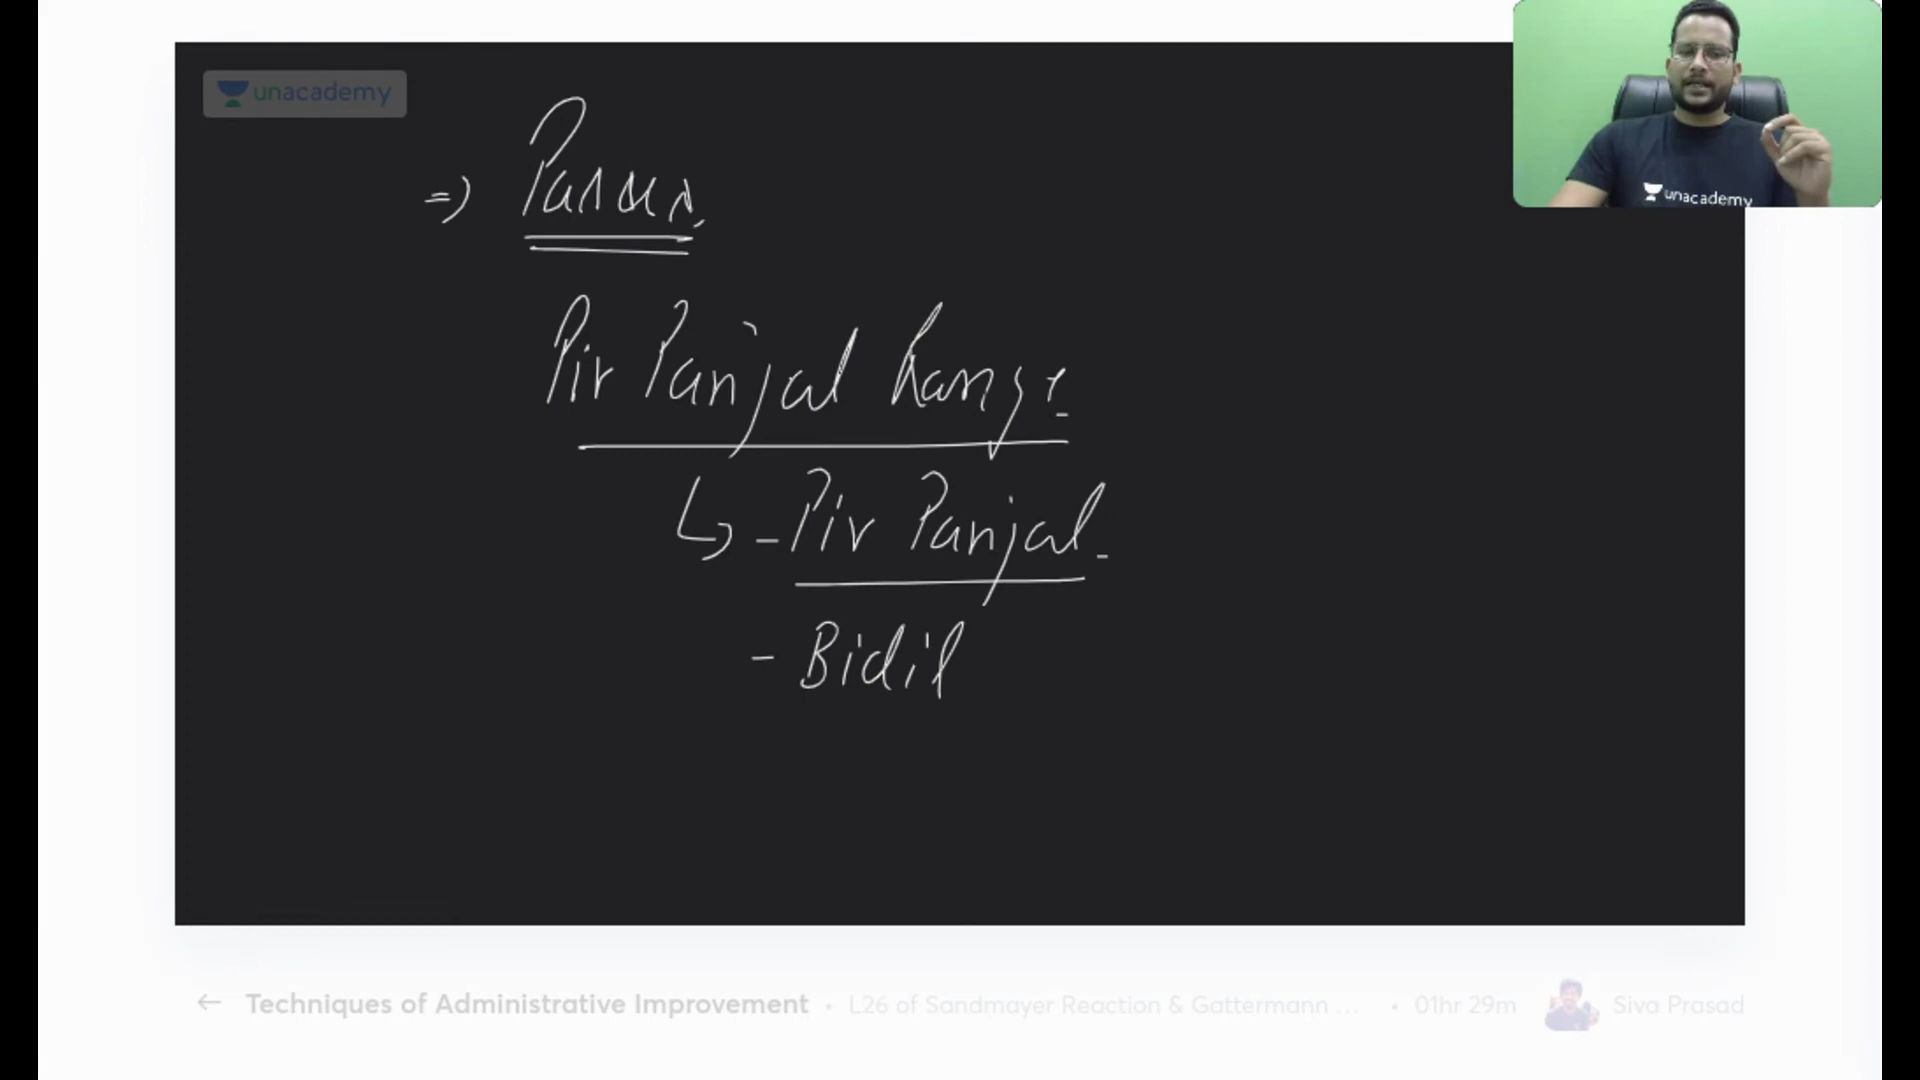 unacademy
=> Passes
Pir Panjal Range
↳ - Pir Panjal
- Bidil
unacademy
← Techniques of Administrative Improvement • L26 of Sandmayer Reaction & Gattermann ... • 01hr 29m Siva Prasad